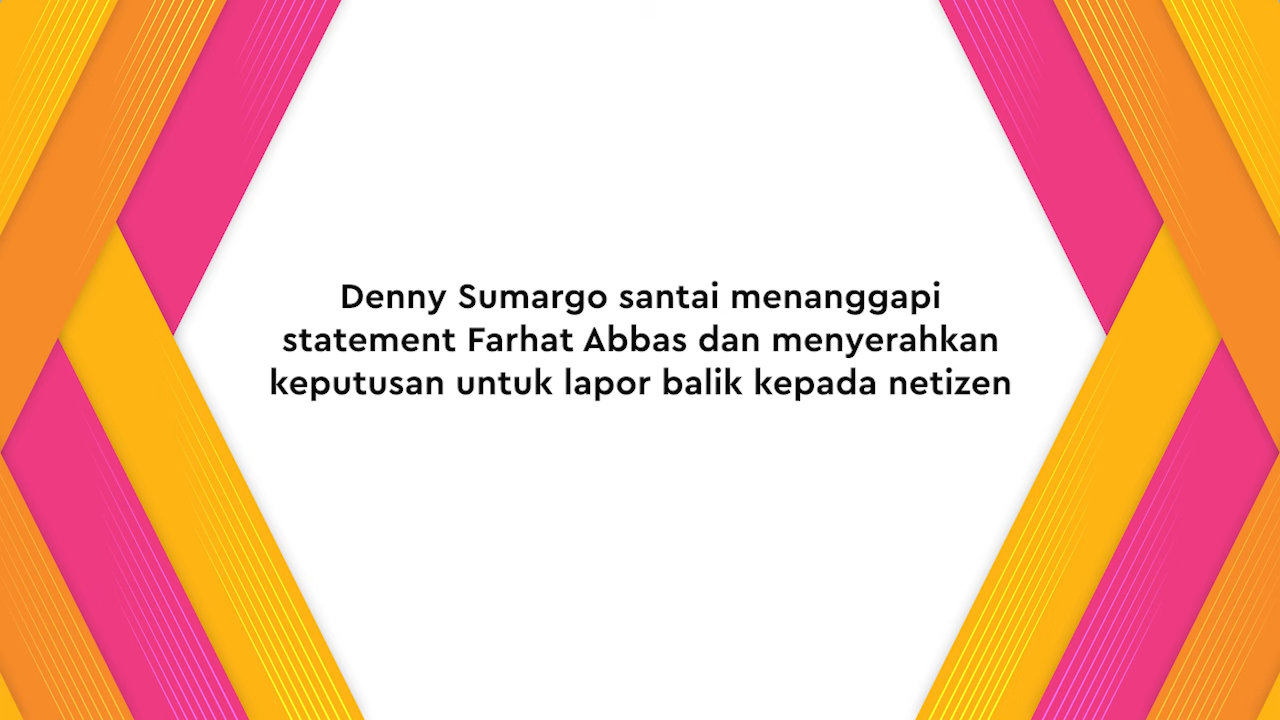 Denny Sumargo santai menanggapi
statement Farhat Abbas dan menyerahkan
keputusan untuk lapor balik kepada netizen